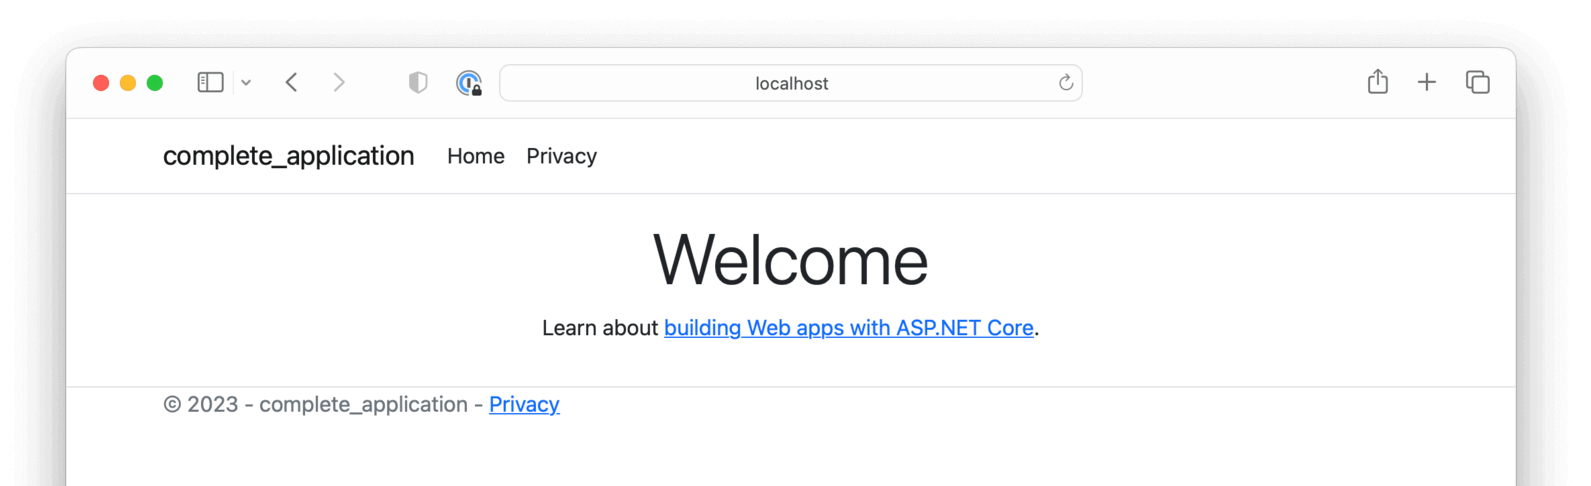 localhost
complete_application Home Privacy
Welcome
Learn about building Web apps with ASP.NET Core.
© 2023 - complete_application - Privacy